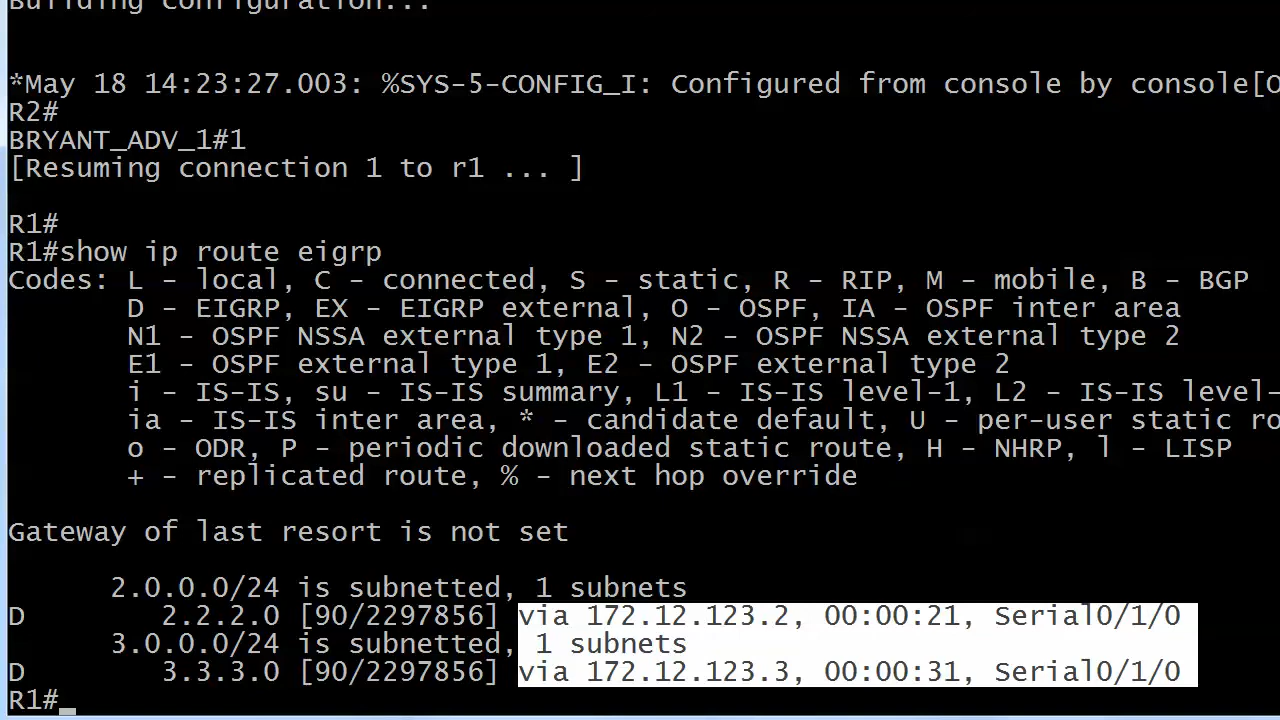 Building configuration...
*May 18 14:23:27.003: %SYS-5-CONFIG_I: Configured from console by console[O
R2#
BRYANT_ADV_1#1
[Resuming connection 1 to r1 ... ]
R1#
R1#show ip route eigrp
Codes: L - local, C - connected, S - static, R - RIP, M - mobile, B - BGP
D - EIGRP, EX - EIGRP external, O - OSPF, IA - OSPF inter area
N1 - OSPF NSSA external type 1, N2 - OSPF NSSA external type 2
E1 - OSPF external type 1, E2 - OSPF external type 2
i - IS-IS, su - IS-IS summary, L1 - IS-IS level-1, L2 - IS-IS level-
ia - IS-IS inter area, * - candidate default, U - per-user static ro
o - ODR, P - periodic downloaded static route, H - NHRP, l - LISP
+ - replicated route, % - next hop override
Gateway of last resort is not set
2.0.0.0/24 is subnetted, 1 subnets
D 2.2.2.0 [90/2297856] via 172.12.123.2, 00:00:21, Serial0/1/0
3.0.0.0/24 is subnetted, 1 subnets
D 3.3.3.0 [90/2297856] via 172.12.123.3, 00:00:31, Serial0/1/0
R1#_